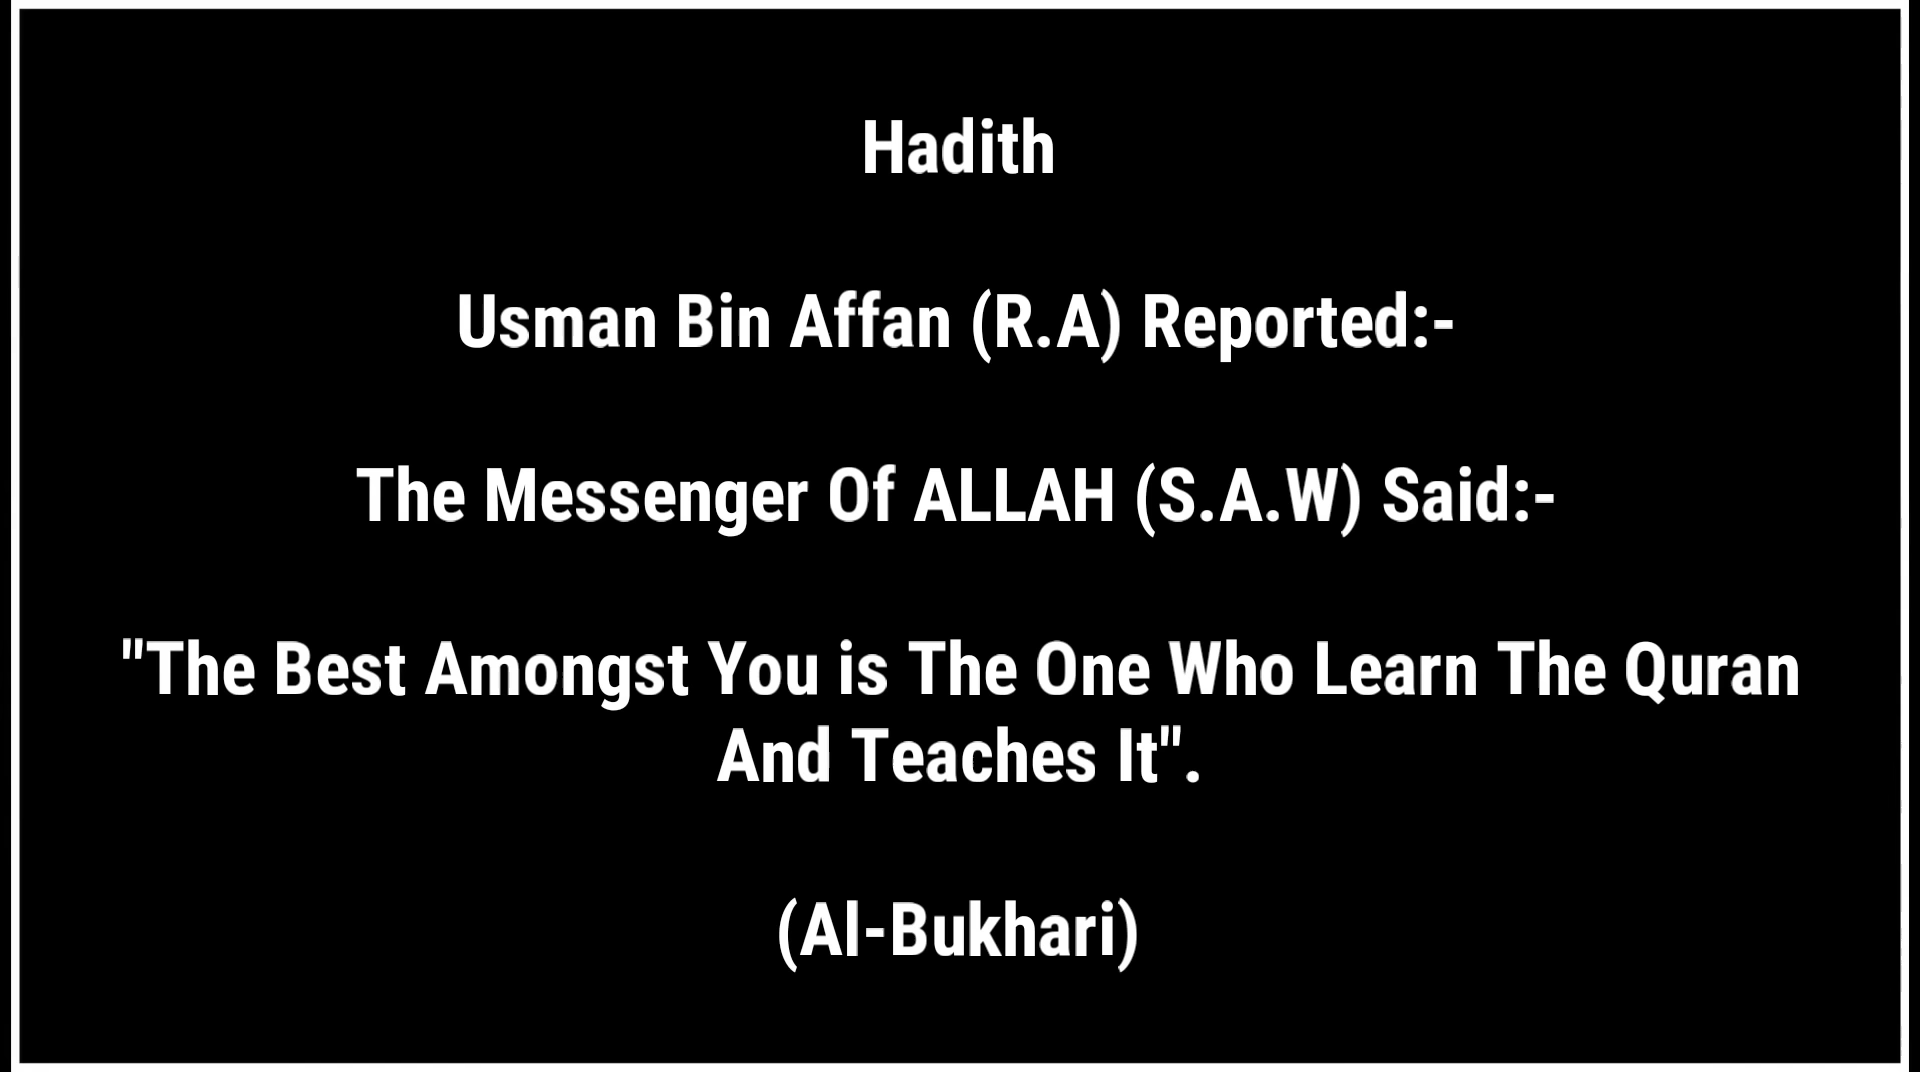 Hadith
Usman Bin Affan (R.A) Reported:-
The Messenger Of ALLAH (S.A.W) Said:-
"The Best Amongst You is The One Who Learn The Quran
And Teaches It".
(Al-Bukhari)